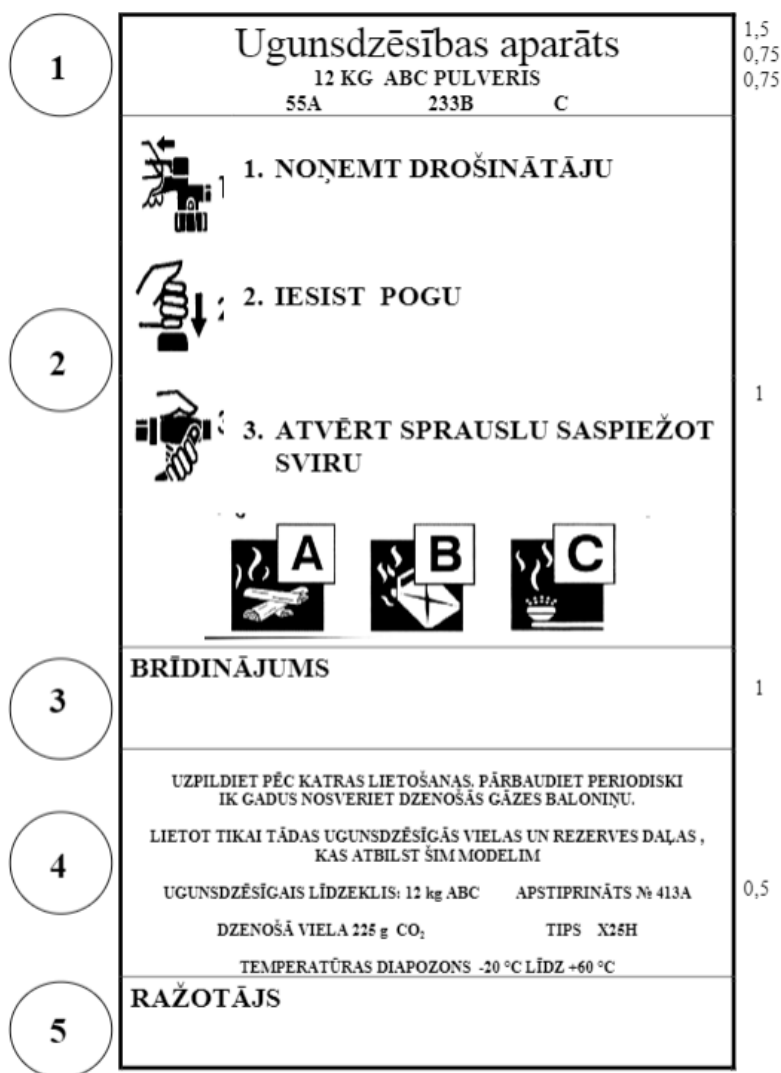 1
Ugunsdzēsības aparāts
12 KG ABC PULVERIS
55A 233B C
1,5
0,75
0,75
1
1. NOŅEMT DROŠINĀTĀJU
2
2. IESIST POGU
3. ATVĒRT SPRAUSLU SASPIEŽOT
SVIRU
1
A B C
3
BRĪDINĀJUMS
1
4
UZPILDIET PĒC KATRAS LIETOŠANAS. PĀRBAUDIET PERIODISKI
IK GADUS NOSVERIET DZENOŠĀS GĀZES BALONIŅU.
LIETOT TIKAI TĀDAS UGUNSDZĒSĪGĀS VIELAS UN REZERVES DAĻAS ,
KAS ATBILST ŠIM MODELIM
UGUNSDZĒSĪGAIS LĪDZEKLIS: 12 kg ABC APSTIPRINĀTS № 413A
0,5
DZENOŠĀ VIELA 225 g CO₂ TIPS X25H
TEMPERATŪRAS DIAPOZONS -20 °C LĪDZ +60 °C
5
RAŽOTĀJS